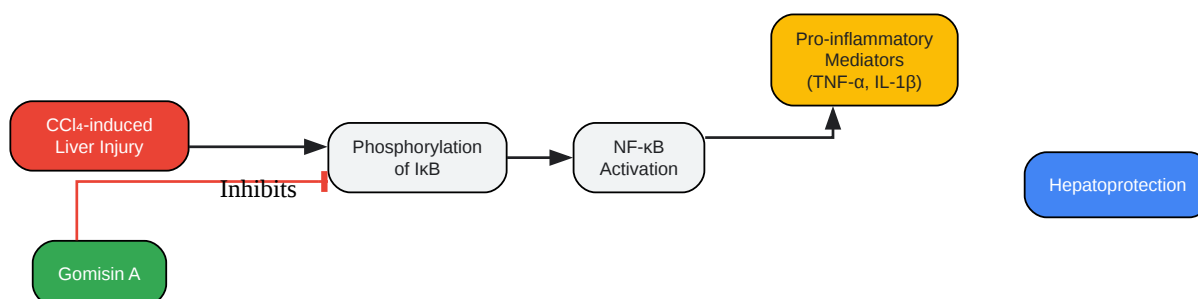 Pro-inflammatory
Mediators
(TNF-α, IL-1β)
CCl₄-induced
Liver Injury
Phosphorylation
of IκB
NF-κB
Activation
Inhibits
Hepatoprotection
Gomisin A